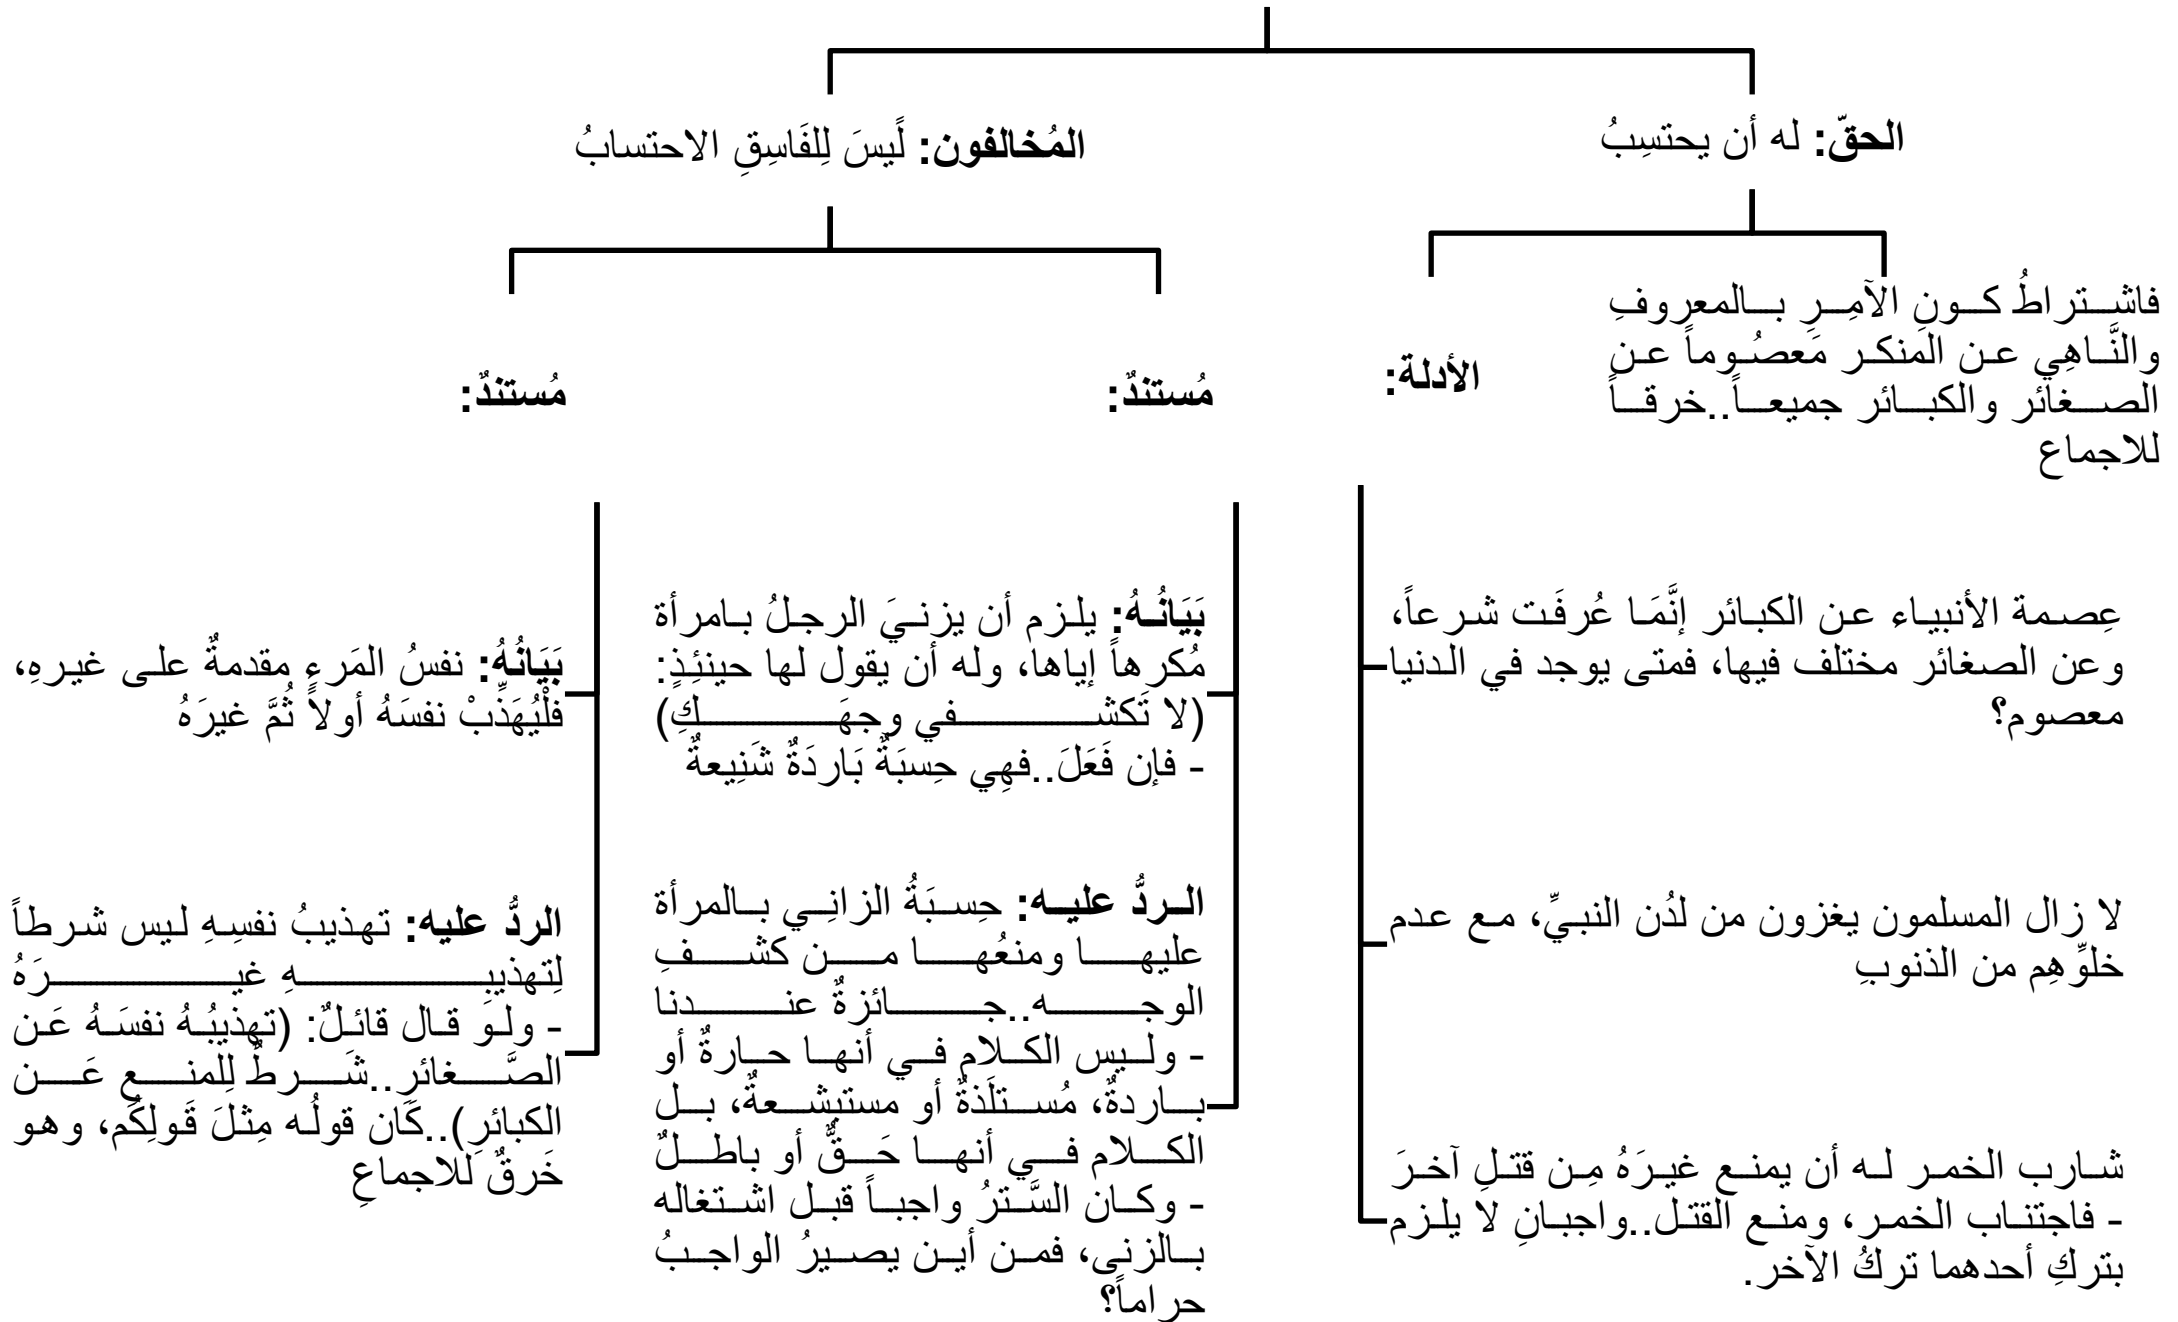 الحقّ: له أن يحتسِبُ
المُخالفون: لًيسَ لِلفَاسِقِ الاحتسابُ
فاشتراطُ كونِ الآمِرِ بالمعروفِ
والنَّاهِي عن المنكر مَعصُوماً عن
الصغائر والكبائر جميعاً..خرقاً
للاجماع
الأدلة:
مُستندٌ:
مُستندٌ:
عِصمة الأنبياء عن الكبائر إنَّمَا عُرفَت شرعاً،
وعن الصغائر مختلف فيها، فمتى يوجد في الدنيا
معصوم؟
لا زال المسلمون يغزون من لدُن النبيِّ، مع عدم
خلوِّهِم من الذنوبِ
شارب الخمر له أن يمنع غيرَهُ مِن قتلِ آخرَ
- فاجتناب الخمر، ومنع القتل..واجبانِ لا يلزم
بتركِ أحدهما تركُ الآخر.
بَيَانُهُ: يلزم أن يزنيَ الرجلُ بامرأة
مُكرهاً إياها، وله أن يقول لها حينئِذٍ:
(لا تَكشفي وجهَكِ)
- فإن فَعَلَ..فهِي حِسبَةٌ بَاردَةٌ شَنِيعةٌ
الردُّ عليه: حِسبَةُ الزانِي بالمرأة
عليها ومنعُها من كشفِ
الوجه..جائزةٌ عندنا
- وليس الكلام في أنها حارةٌ أو
باردةٌ، مُستلَذةٌ أو مستبشعةٌ، بل
الكلام في أنها حَقٌّ أو باطلٌ
- وكان السَّترُ واجباً قبل اشتغاله
بالزنى، فمن أين يصيرُ الواجبُ
حراماً؟
بَيَانُهُ: نفسُ المَرءِ مقدمةٌ على غيرهِ،
فلْيُهَذِّبْ نفسَهُ أولاً ثُمَّ غيرَهُ
الردُّ عليه: تهذيبُ نفسِهِ ليس شرطاً
لِتهذيبِهِ غيرَهُ
- ولو قال قائلٌ: (تهذيبُهُ نفسَهُ عَن
الصَّغائرِ..شَرطٌ لِلمنعِ عَن
الكبائرِ)..كَان قولُه مِثلَ قَولِكُم، وهو
خَرقٌ للاجماعِ